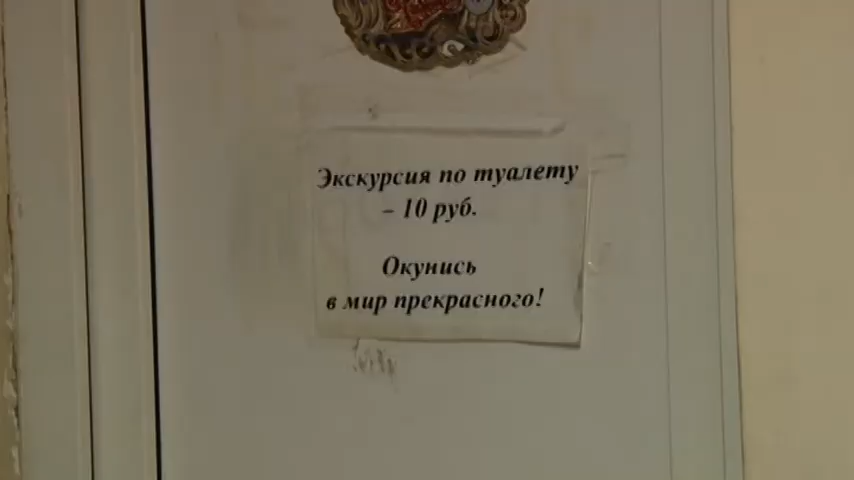 Экскурсия по туалету
– 10 руб.
Окунись
в мир прекрасного!